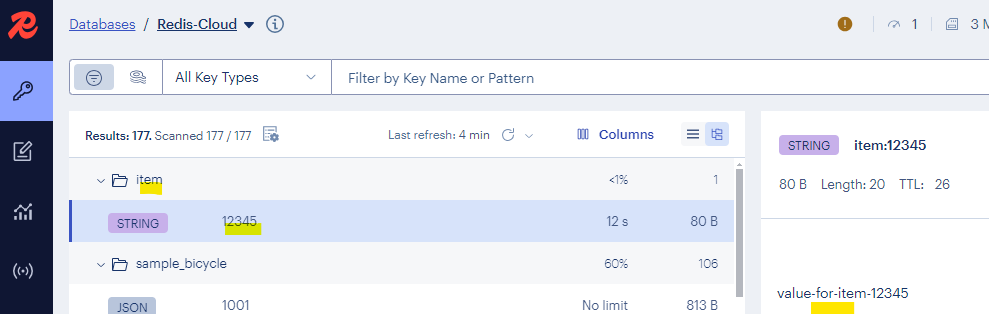 Databases / Redis-Cloud
1
3 M
All Key Types
Filter by Key Name or Pattern
Results: 177. Scanned 177 / 177
Last refresh: 4 min
Columns
item
<1%
1
STRING
12345
12 s
80 B
sample_bicycle
60%
106
JSON
1001
No limit
813 B
STRING
item:12345
80 B Length: 20 TTL: 26
value-for-item-12345